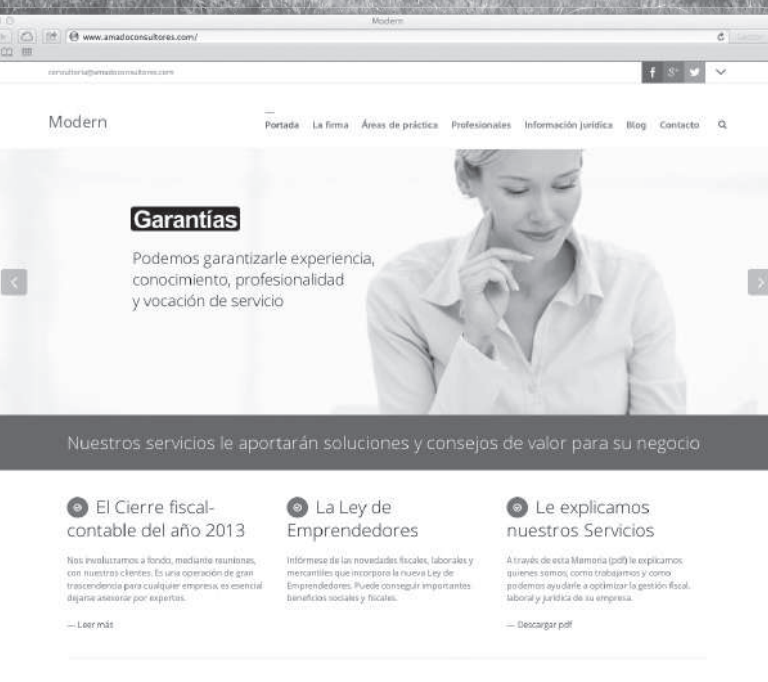 Modern
www.amadoconsultores.com/
consultoria@amadoconsultores.com
Modern
Portada La firma Áreas de práctica Profesionales Información jurídica Blog Contacto
Garantías
Podemos garantizarle experiencia,
conocimiento, profesionalidad
y vocación de servicio
Nuestros servicios le aportarán soluciones y consejos de valor para su negocio
El Cierre fiscal-
contable del año 2013
Nos involucramos a fondo, mediante reuniones,
con nuestros clientes. Es una operación de gran
trascendencia para cualquier empresa, es esencial
dejarse asesorar por expertos.
— Leer más
La Ley de
Emprendedores
Infórmese de las novedades fiscales, laborales y
mercantiles que incorpora la nueva Ley de
Emprendedores. Puede conseguir importantes
beneficios sociales y fiscales.
Le explicamos
nuestros Servicios
A través de esta Memoria (pdf) le explicamos
quienes somos, como trabajamos y como
podemos ayudarle a optimizar la gestión fiscal,
laboral y jurídica de su empresa.
— Descargar pdf